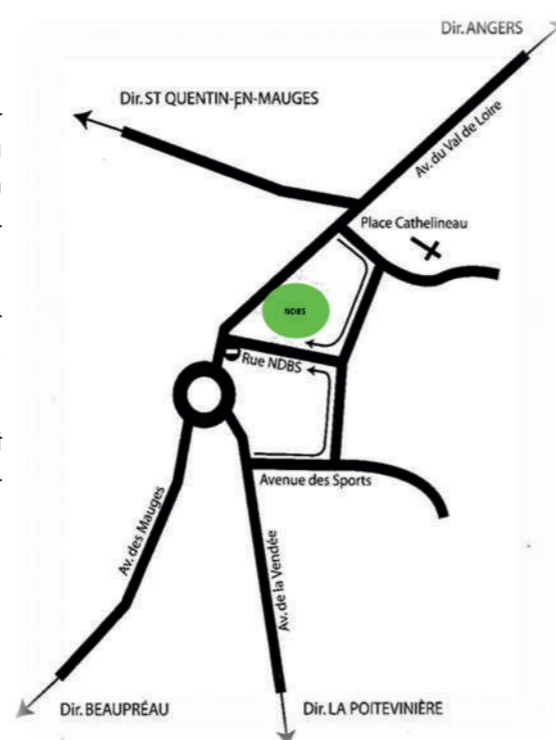 Dir. ANGERS
Dir. ST QUENTIN-EN-MAUGES
Av. du Val de Loire
Place Cathelineau
NDBS
Rue NDBS
Avenue des Sports
Av. des Mauges
Av. de la Vendée
Dir. BEAUPRÉAU
Dir. LA POITEVINIÈRE